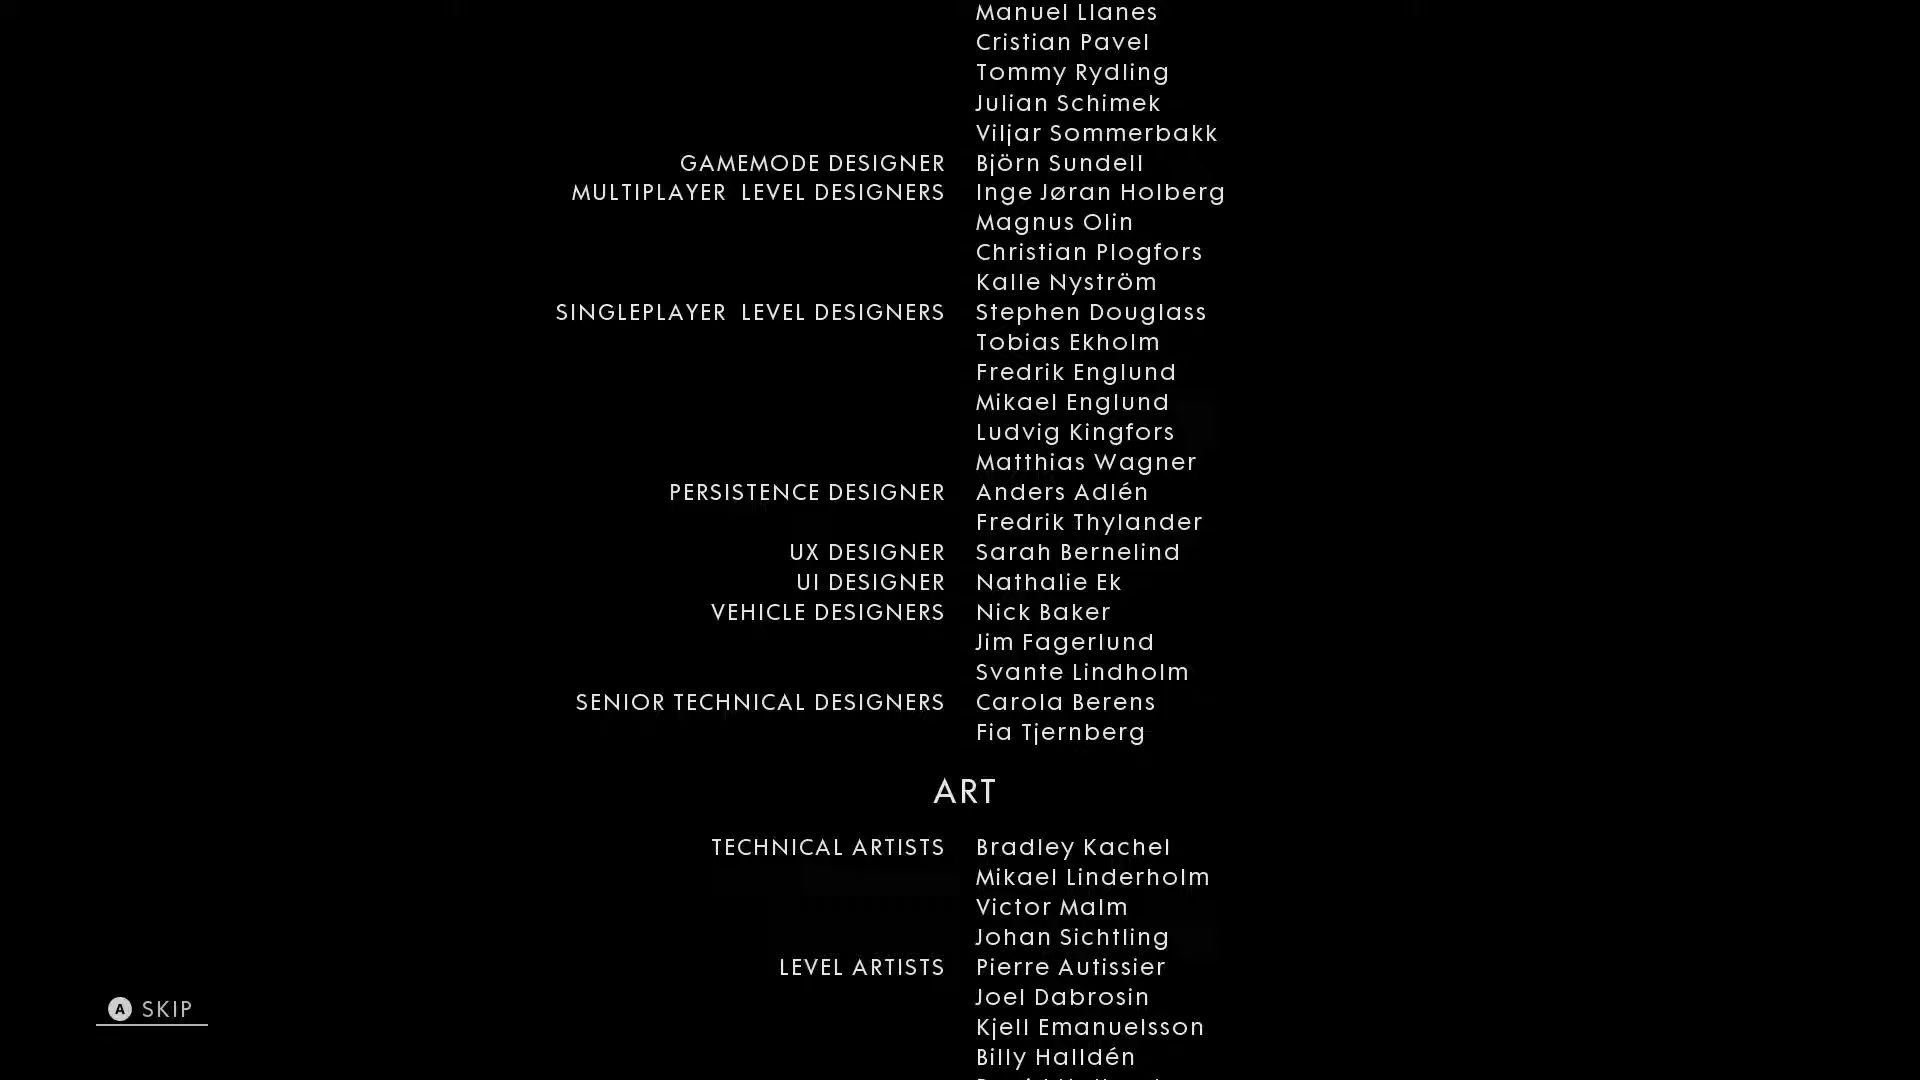 Manuel Llanes
Cristian Pavel
Tommy Rydling
Julian Schimek
Viljar Sommerbakk
GAMEMODE DESIGNER Björn Sundell
MULTIPLAYER LEVEL DESIGNERS Inge Jøran Holberg
Magnus Olin
Christian Plogfors
Kalle Nyström
SINGLEPLAYER LEVEL DESIGNERS Stephen Douglass
Tobias Ekholm
Fredrik Englund
Mikael Englund
Ludvig Kingfors
Matthias Wagner
PERSISTENCE DESIGNER Anders Adlén
Fredrik Thylander
UX DESIGNER Sarah Bernelind
UI DESIGNER Nathalie Ek
VEHICLE DESIGNERS Nick Baker
Jim Fagerlund
Svante Lindholm
SENIOR TECHNICAL DESIGNERS Carola Berens
Fia Tjernberg
ART
TECHNICAL ARTISTS Bradley Kachel
Mikael Linderholm
Victor Malm
Johan Sichtling
LEVEL ARTISTS Pierre Autissier
Joel Dabrosin
Kjell Emanuelsson
Billy Halldén
A SKIP